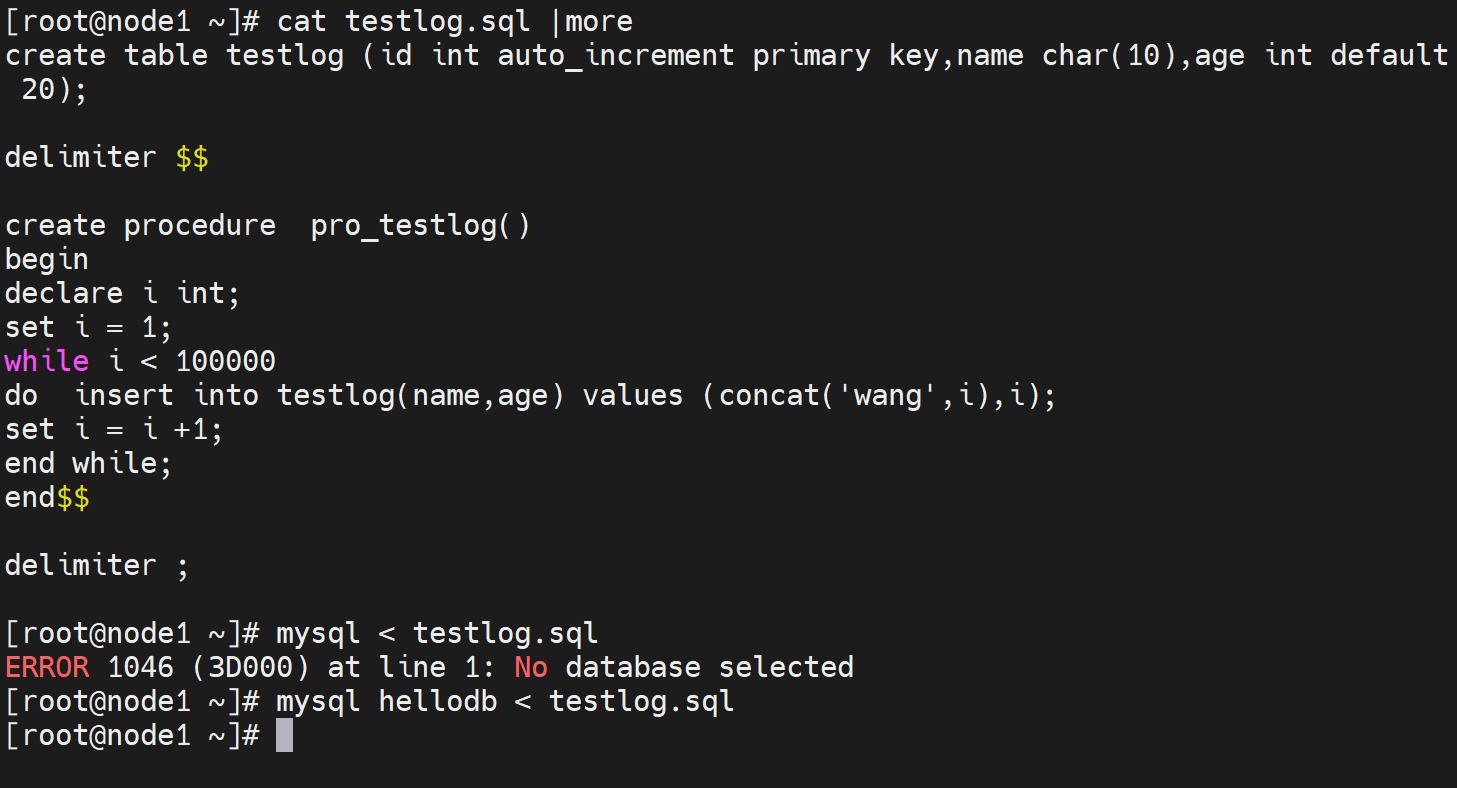 [root@node1 ~]# cat testlog.sql |more
create table testlog (id int auto_increment primary key,name char(10),age int default
 20);
delimiter $$
create procedure  pro_testlog()
begin
declare i int;
set i = 1;
while i < 100000
do  insert into testlog(name,age) values (concat('wang',i),i);
set i = i +1;
end while;
end$$
delimiter ;
[root@node1 ~]# mysql < testlog.sql
ERROR 1046 (3D000) at line 1: No database selected
[root@node1 ~]# mysql hellodb < testlog.sql
[root@node1 ~]#